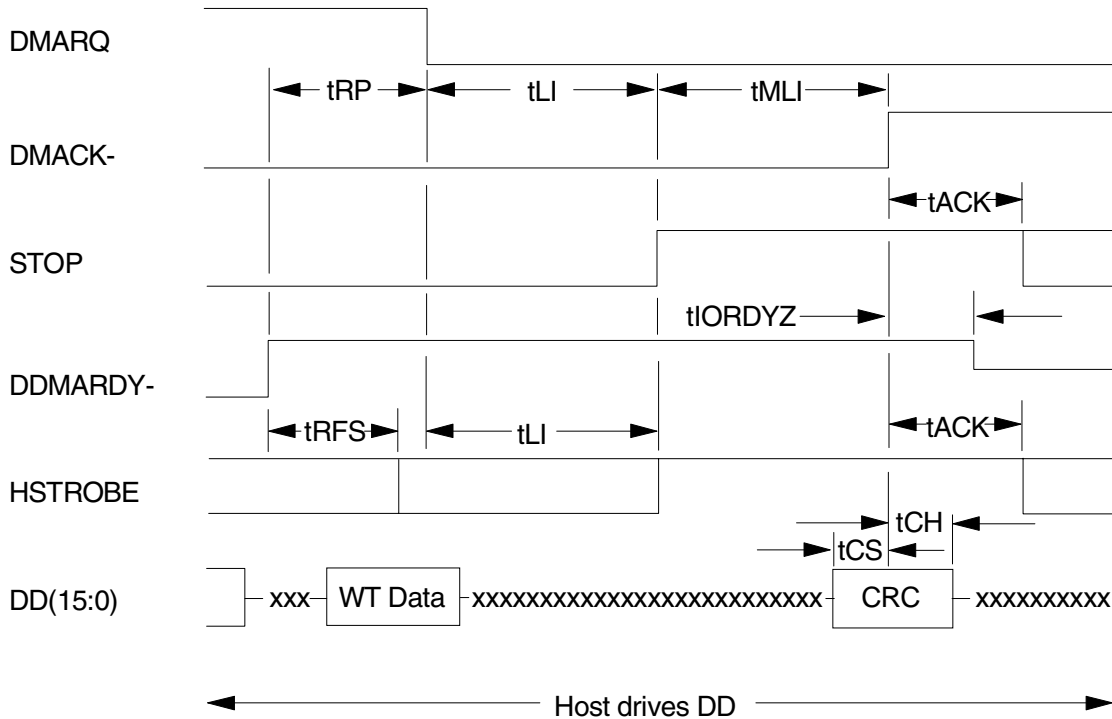 DMARQ
tRP tLI tMLI
DMACK-
tACK
STOP
tIORDYZ
DDMARDY-
tRFS tLI tACK
HSTROBE
tCH
tCS
DD(15:0) xxx WT Data xxxxxxxxxxxxxxxxxxxxxxxxxx CRC xxxxxxxxxx
Host drives DD